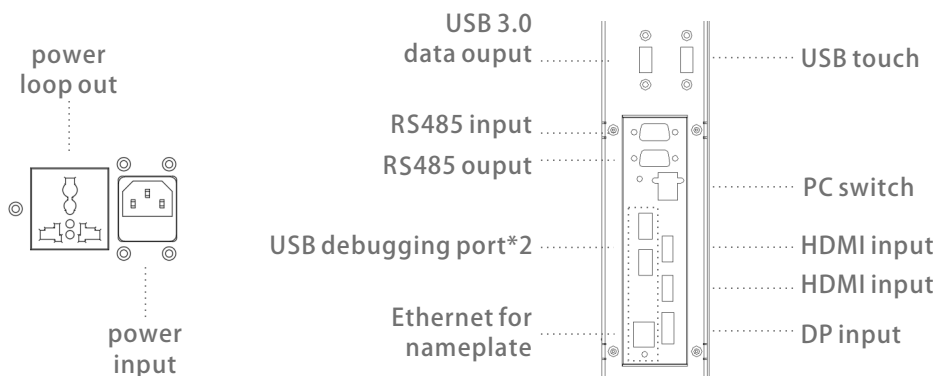 power
loop out
power
input
USB 3.0
data ouput
RS485 input
RS485 ouput
USB debugging port*2
Ethernet for
nameplate
USB touch
PC switch
HDMI input
HDMI input
DP input